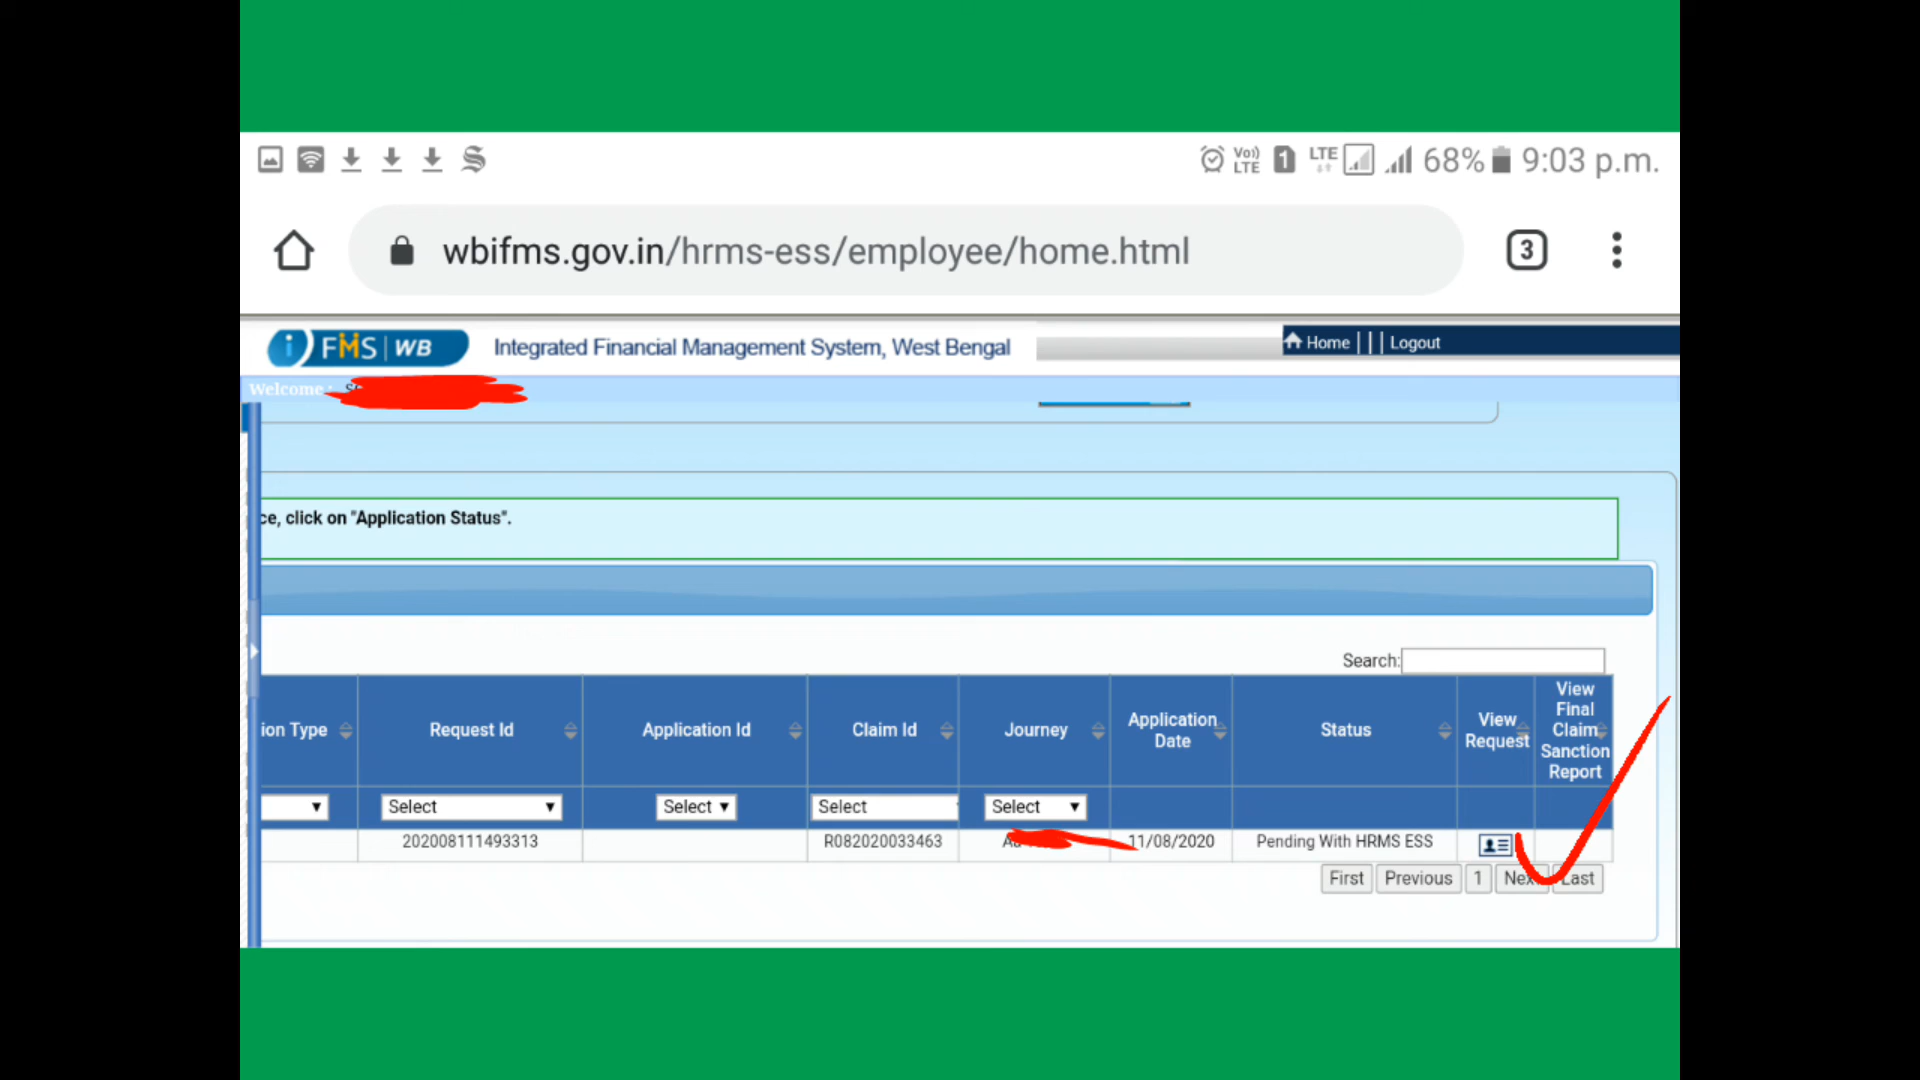 VoLTE 1 LTE 68% 9:03 p.m.
wbifms.gov.in/hrms-ess/employee/home.html
3
iFMS | WB Integrated Financial Management System, West Bengal Home | | | Logout
Welcome :
ce, click on "Application Status".
Search:
ion Type Request Id Application Id Claim Id Journey Application Date Status View Request View Final Claim Sanction Report
Select Select Select Select
202008111493313 R082020033463 11/08/2020 Pending With HRMS ESS
First Previous 1 Next Last